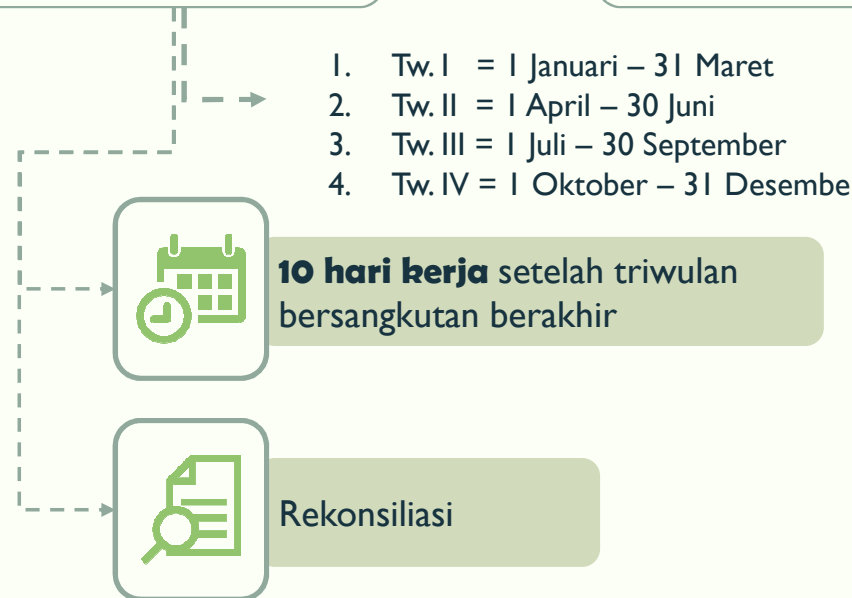 1. Tw. I = 1 Januari – 31 Maret
2. Tw. II = 1 April – 30 Juni
3. Tw. III = 1 Juli – 30 September
4. Tw. IV = 1 Oktober – 31 Desembe
10 hari kerja setelah triwulan
bersangkutan berakhir
Rekonsiliasi